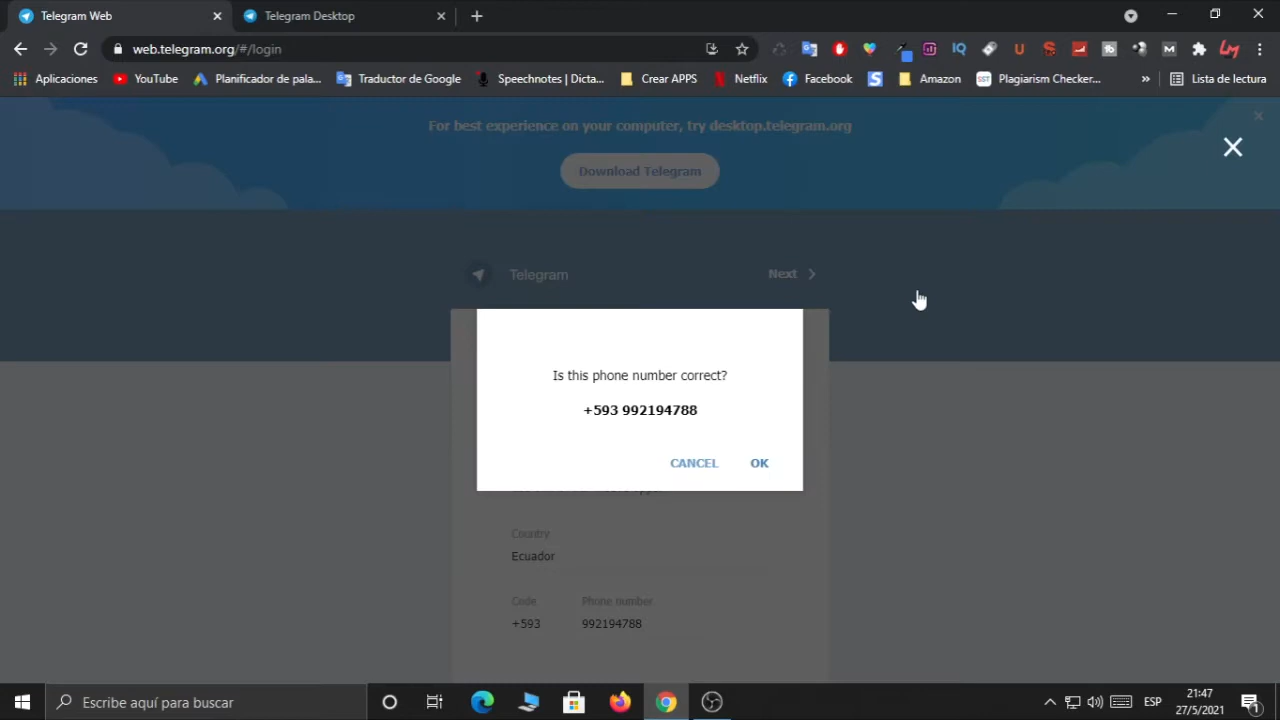 Telegram Web
Telegram Desktop
web.telegram.org/#/login
Aplicaciones
YouTube
Planificador de pala...
Traductor de Google
Speechnotes | Dicta...
Crear APPS
Netflix
Facebook
Amazon
SST
Plagiarism Checker...
»
Lista de lectura
For best experience on your computer, try desktop.telegram.org
Download Telegram
Telegram
Next
Is this phone number correct?
+593 992194788
CANCEL
OK
Country
Ecuador
Code
Phone number
+593
992194788
Escribe aquí para buscar
ESP
21:47
27/5/2021
1